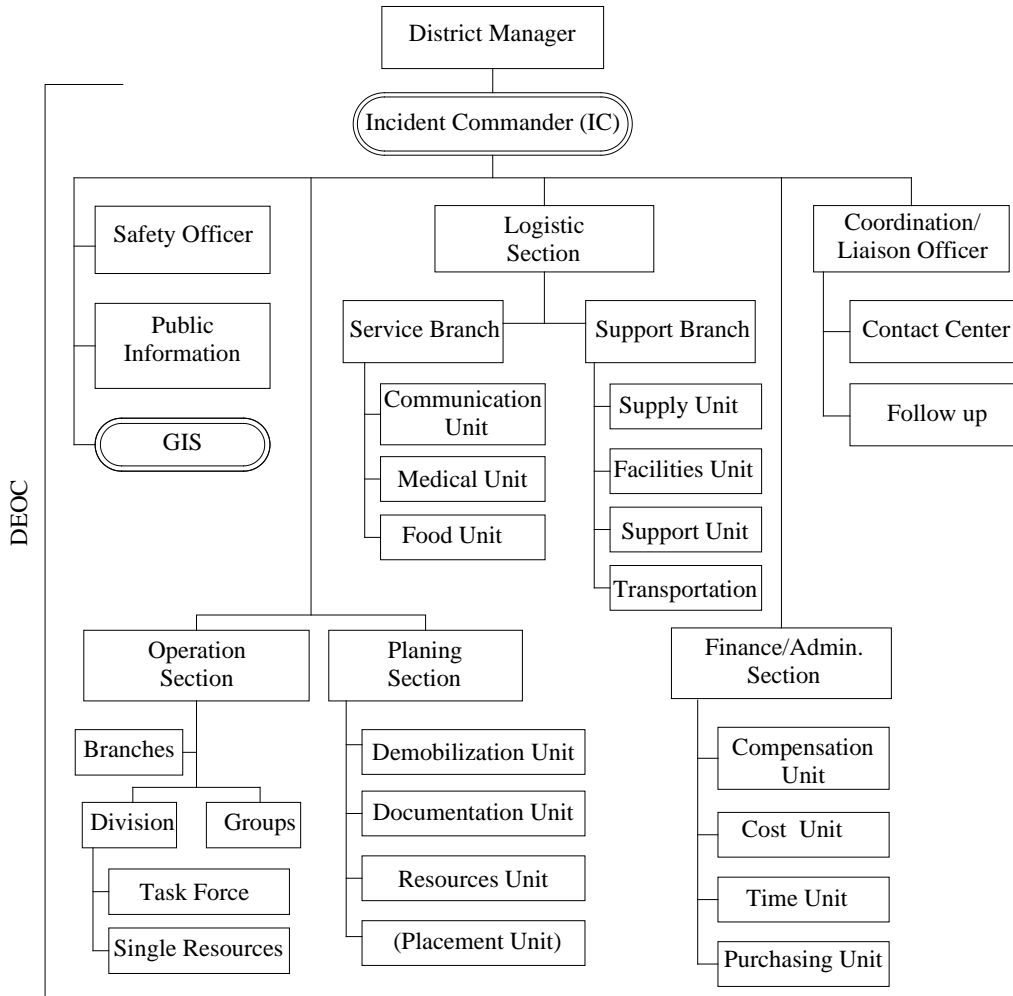 District Manager
Incident Commander (IC)
DEOC
Safety Officer
Public
Information
GIS
Logistic
Section
Service Branch
Communication
Unit
Medical Unit
Food Unit
Support Branch
Supply Unit
Facilities Unit
Support Unit
Transportation
Coordination/
Liaison Officer
Contact Center
Follow up
Operation
Section
Branches
Division
Groups
Task Force
Single Resources
Planing
Section
Demobilization Unit
Documentation Unit
Resources Unit
(Placement Unit)
Finance/Admin.
Section
Compensation
Unit
Cost Unit
Time Unit
Purchasing Unit